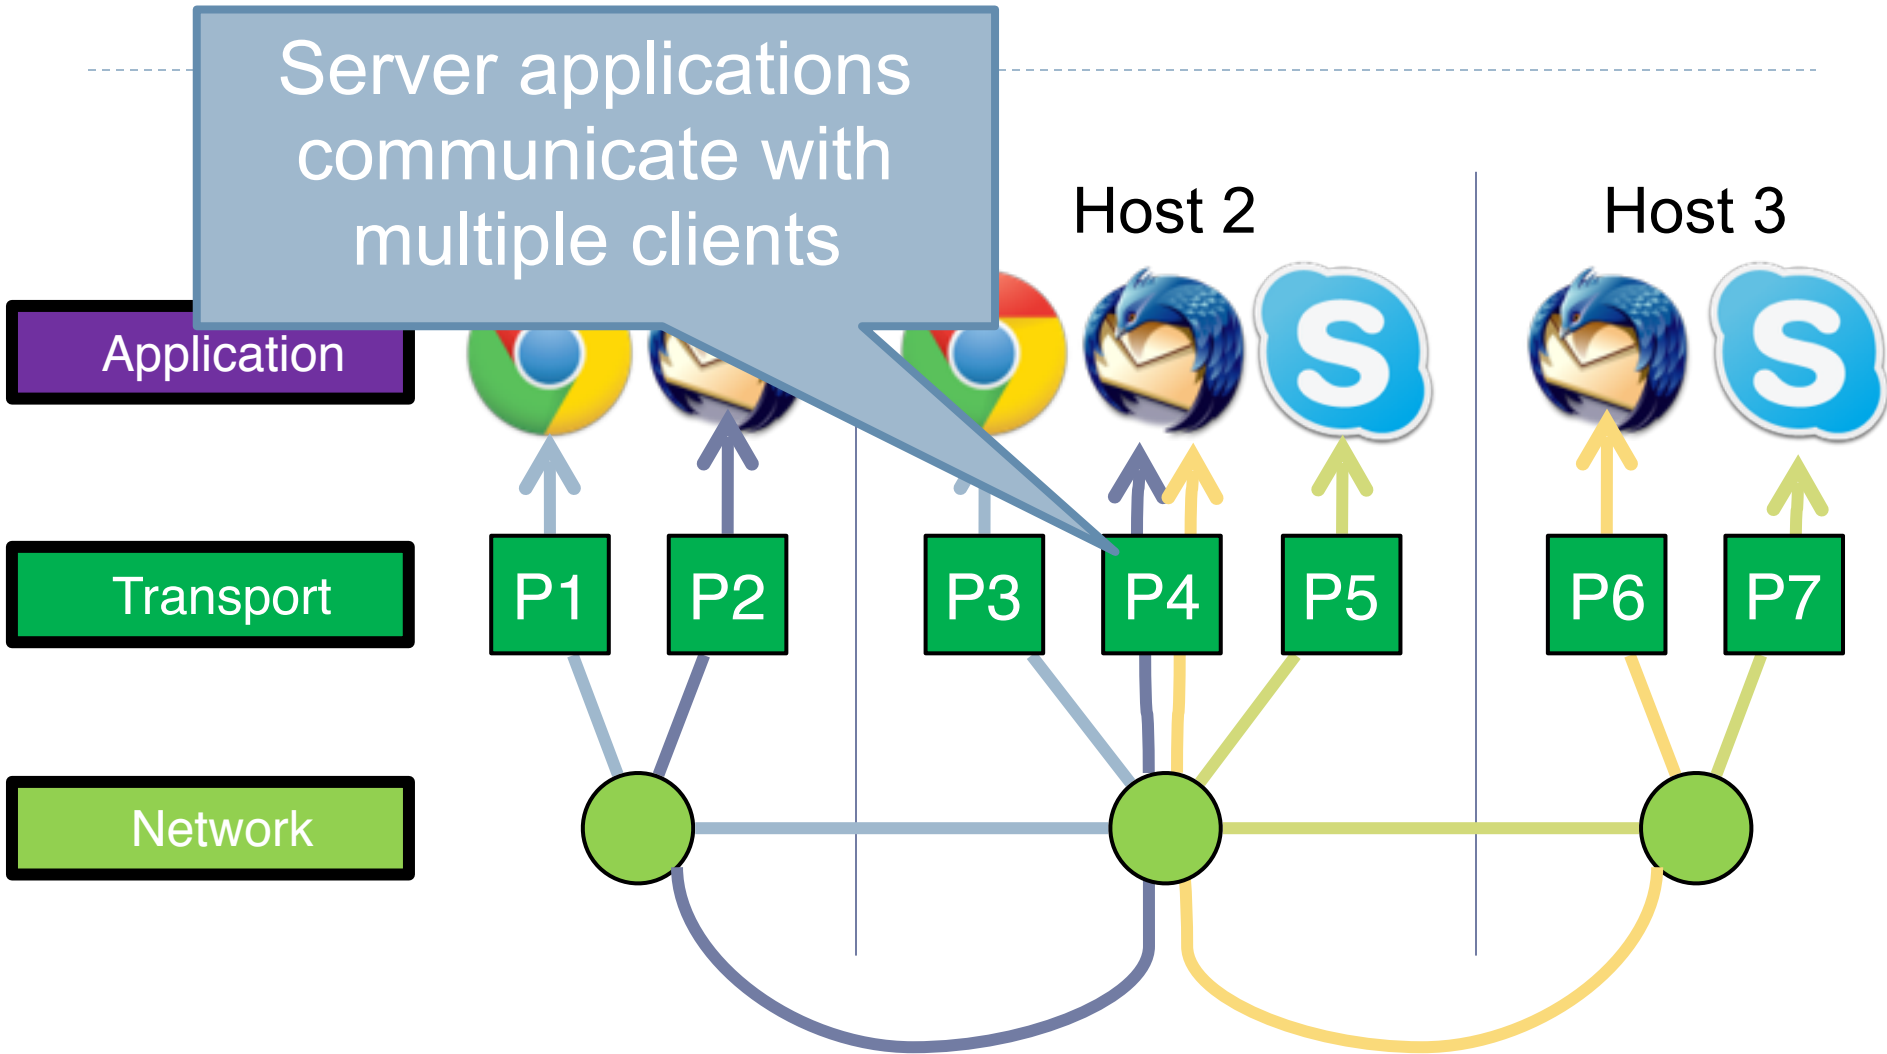 Server applications
communicate with
multiple clients
Host 2
Host 3
Application
S
S
Transport
P1
P2
P3
P4
P5
P6
P7
Network